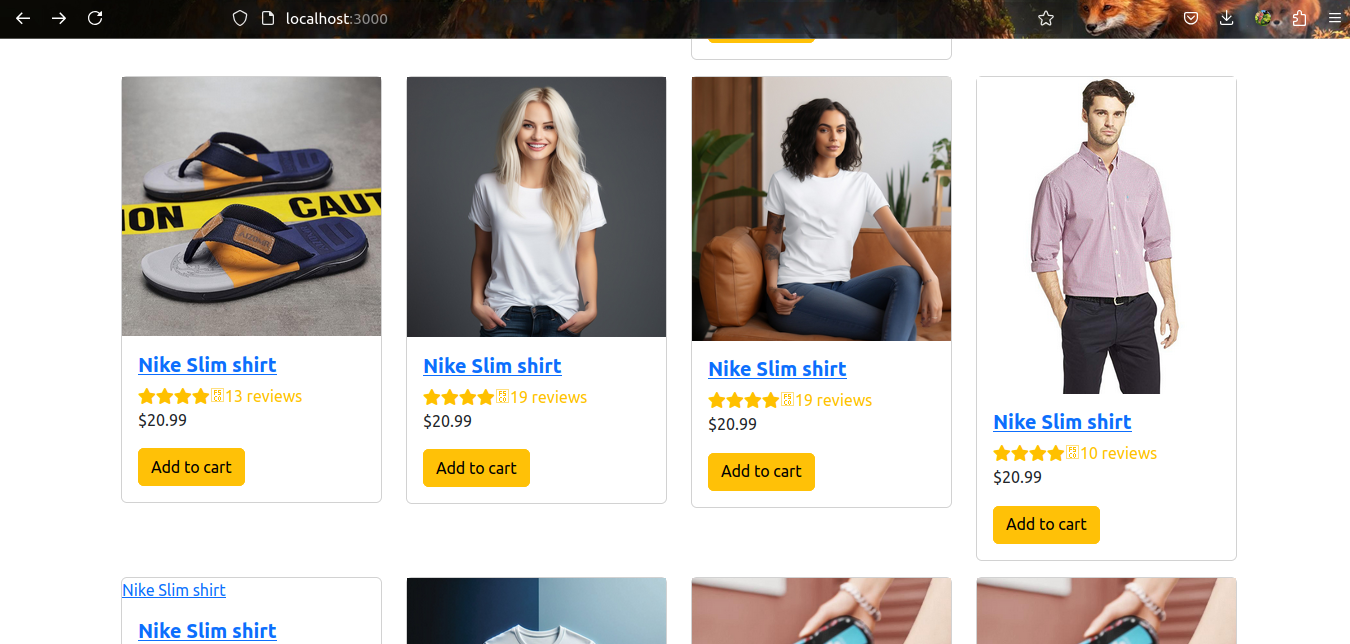 localhost:3000
CAUT
ION
Nike Slim shirt
13 reviews
$20.99
Add to cart
Nike Slim shirt
19 reviews
$20.99
Add to cart
Nike Slim shirt
19 reviews
$20.99
Add to cart
Nike Slim shirt
10 reviews
$20.99
Add to cart
Nike Slim shirt
Nike Slim shirt